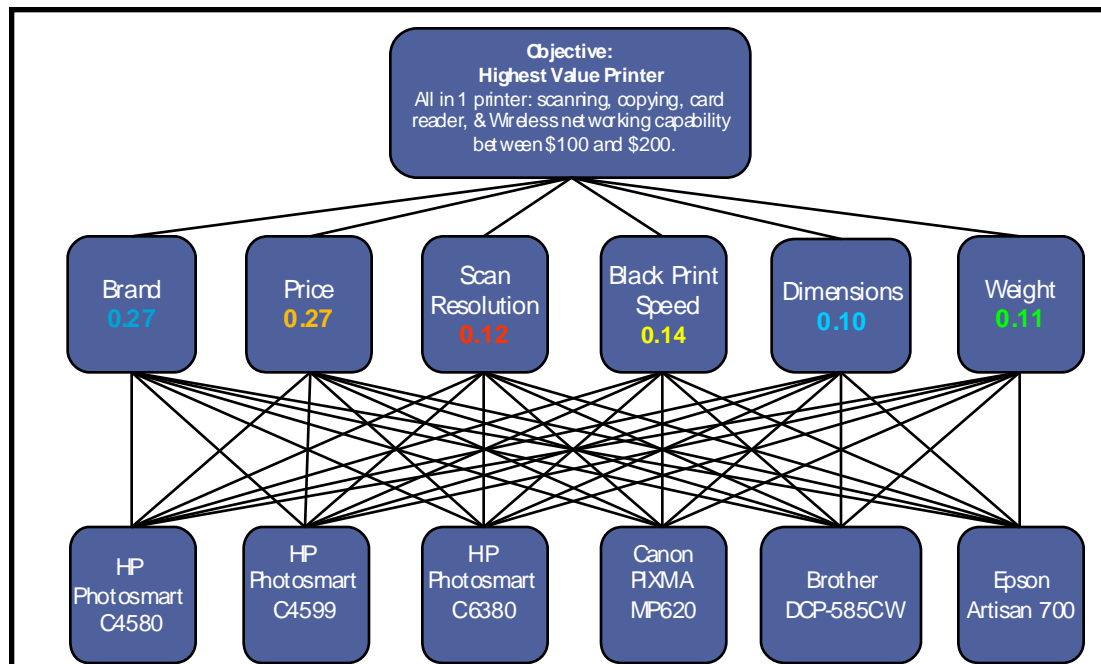 Objective:
Highest Value Printer
All in 1 printer: scanning, copying, card
reader, & Wireless networking capability
between $100 and $200.
Brand
0.27
Price
0.27
Scan
Resolution
0.12
Black Print
Speed
0.14
Dimensions
0.10
Weight
0.11
HP
Photosmart
C4580
HP
Photosmart
C4599
HP
Photosmart
C6380
Canon
PIXMA
MP620
Brother
DCP-585CW
Epson
Artisan 700